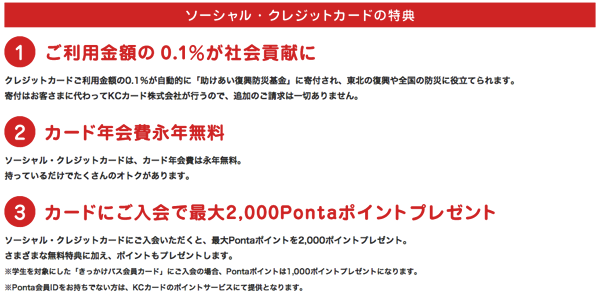 ソーシャル・クレジットカードの特典
1 ご利用金額の 0.1%が社会貢献に
クレジットカードご利用金額の0.1%が自動的に「助けあい復興防災基金」に寄付され、東北の復興や全国の防災に役立てられます。
寄付はお客さまに代わってKCカード株式会社が行うので、追加のご請求は一切ありません。
2 カード年会費永年無料
ソーシャル・クレジットカードは、カード年会費は永年無料。
持っているだけでたくさんのオトクがあります。
3 カードにご入会で最大2,000Pontaポイントプレゼント
ソーシャル・クレジットカードにご入会いただくと、最大Pontaポイントを2,000ポイントプレゼント。
さまざまな無料特典に加え、ポイントもプレゼントします。
※学生を対象にした「きっかけバス会員カード」にご入会の場合、Pontaポイントは1,000ポイントプレゼントになります。
※Ponta会員IDをお持ちでない方は、KCカードのポイントサービスにて提供となります。